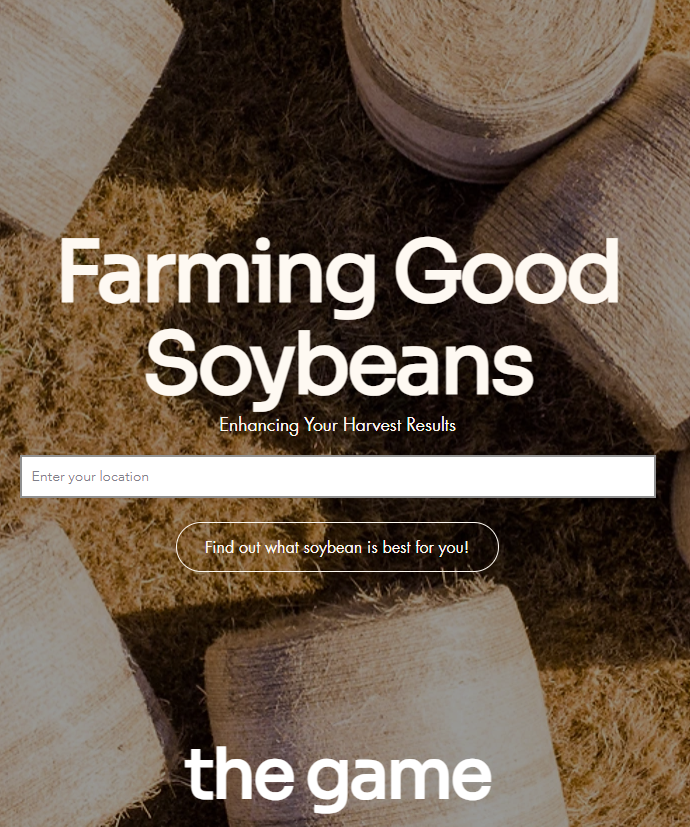 Farming Good
Soybeans
Enhancing Your Harvest Results
Enter your location
Find out what soybean is best for you!
the game